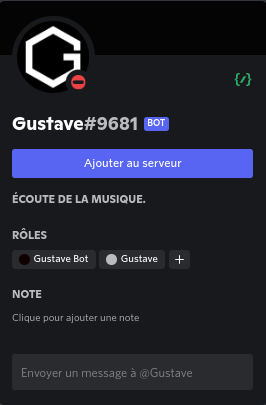 Gustave#9681 BOT
Ajouter au serveur
ÉCOUTE DE LA MUSIQUE.
RÔLES
Gustave Bot Gustave +
NOTE
Clique pour ajouter une note
Envoyer un message à @Gustave